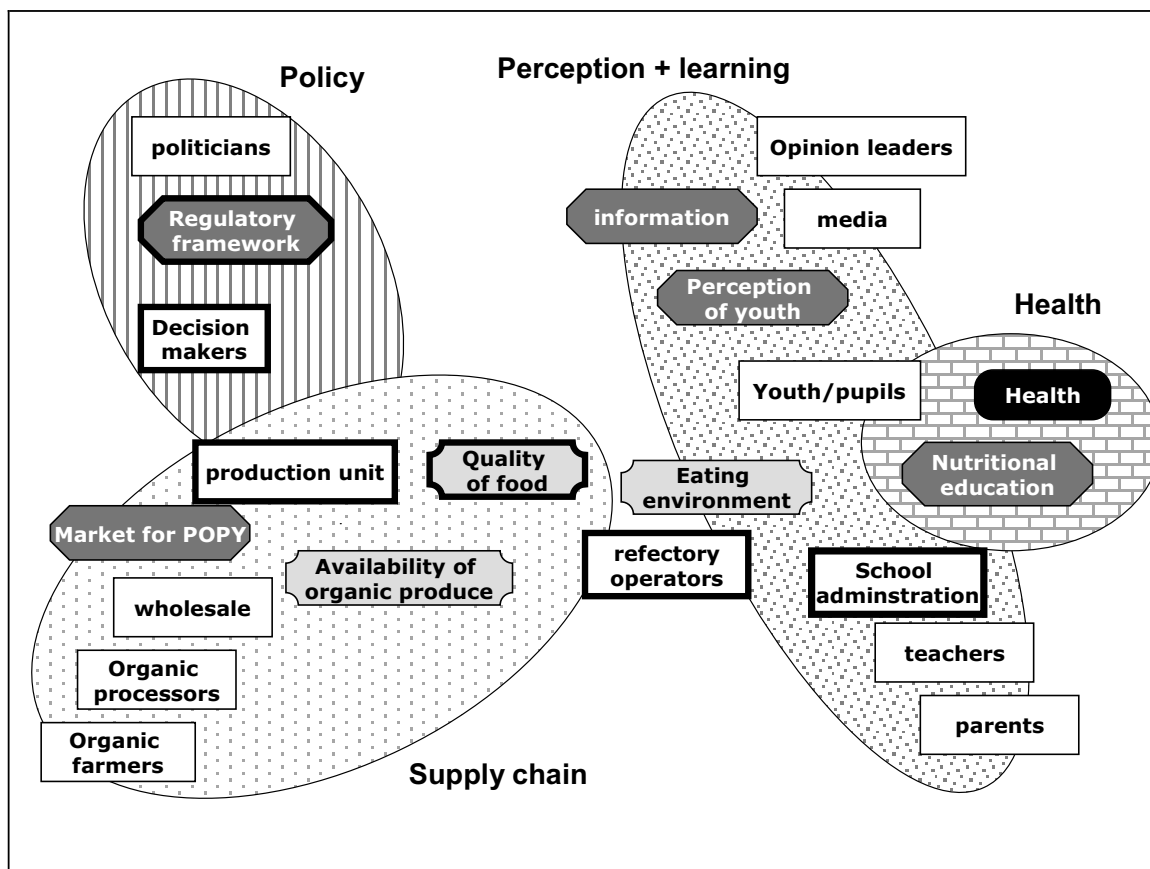 Policy
Perception + learning
politicians
Opinion leaders
Regulatory
framework
information
media
Perception
of youth
Health
Decision
makers
Youth/pupils
Health
production unit
Quality
of food
Eating
environment
Nutritional
education
Market for POPY
Availability of
organic produce
refectory
operators
School
adminstration
wholesale
teachers
Organic
processors
parents
Organic
farmers
Supply chain